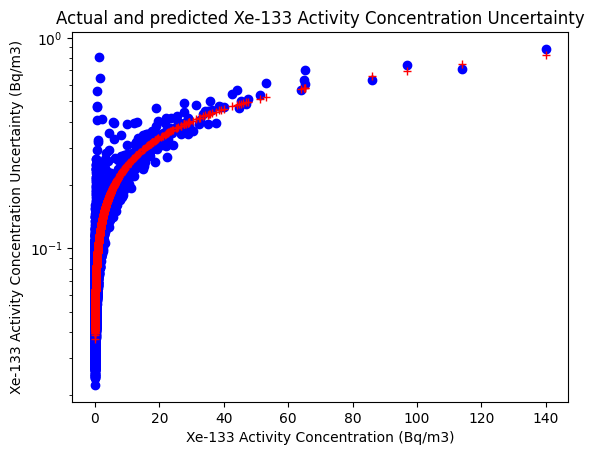 Actual and predicted Xe-133 Activity Concentration Uncertainty
10⁰
10⁻¹
Xe-133 Activity Concentration Uncertainty (Bq/m3)
0 20 40 60 80 100 120 140
Xe-133 Activity Concentration (Bq/m3)